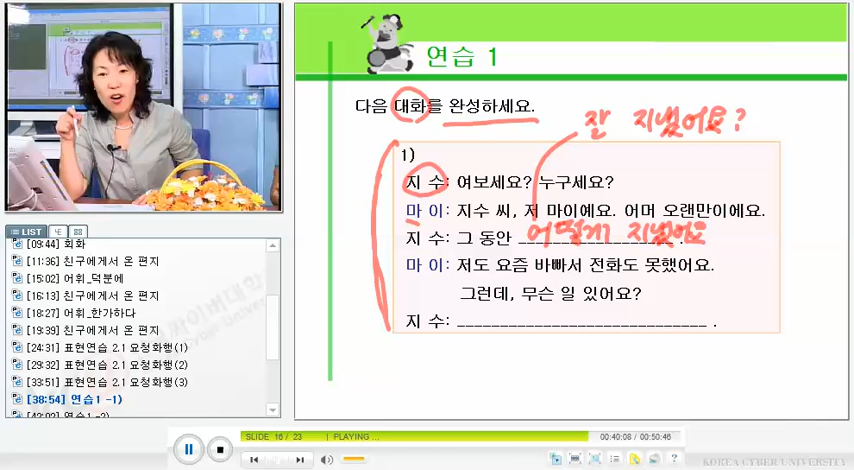 연습 1
다음 대화를 완성하세요.
잘 지냈어요?
1)
지 수: 여보세요? 누구세요?
마 이: 지수 씨, 저 마이예요. 어머 오랜만이에요.
지 수: 그 동안 ____________________ .
어떻게 지냈어요
마 이: 저도 요즘 바빠서 전화도 못했어요.
그런데, 무슨 일 있어요?
지 수: ______________________________ .
LIST
[09:44] 회화
[11:36] 친구에게서 온 편지
[15:02] 어휘_덕분에
[16:13] 친구에게서 온 편지
[18:27] 어휘_한가하다
[19:39] 친구에게서 온 편지
[24:31] 표현연습 2.1 요청화행(1)
[29:32] 표현연습 2.1 요청화행(2)
[33:51] 표현연습 2.1 요청화행(3)
[38:54] 연습1 -1)
SLIDE 16 / 23 | PLAYING ...
00:40:08 | 00:50:46
KOREA CYBER UNIVERSITY